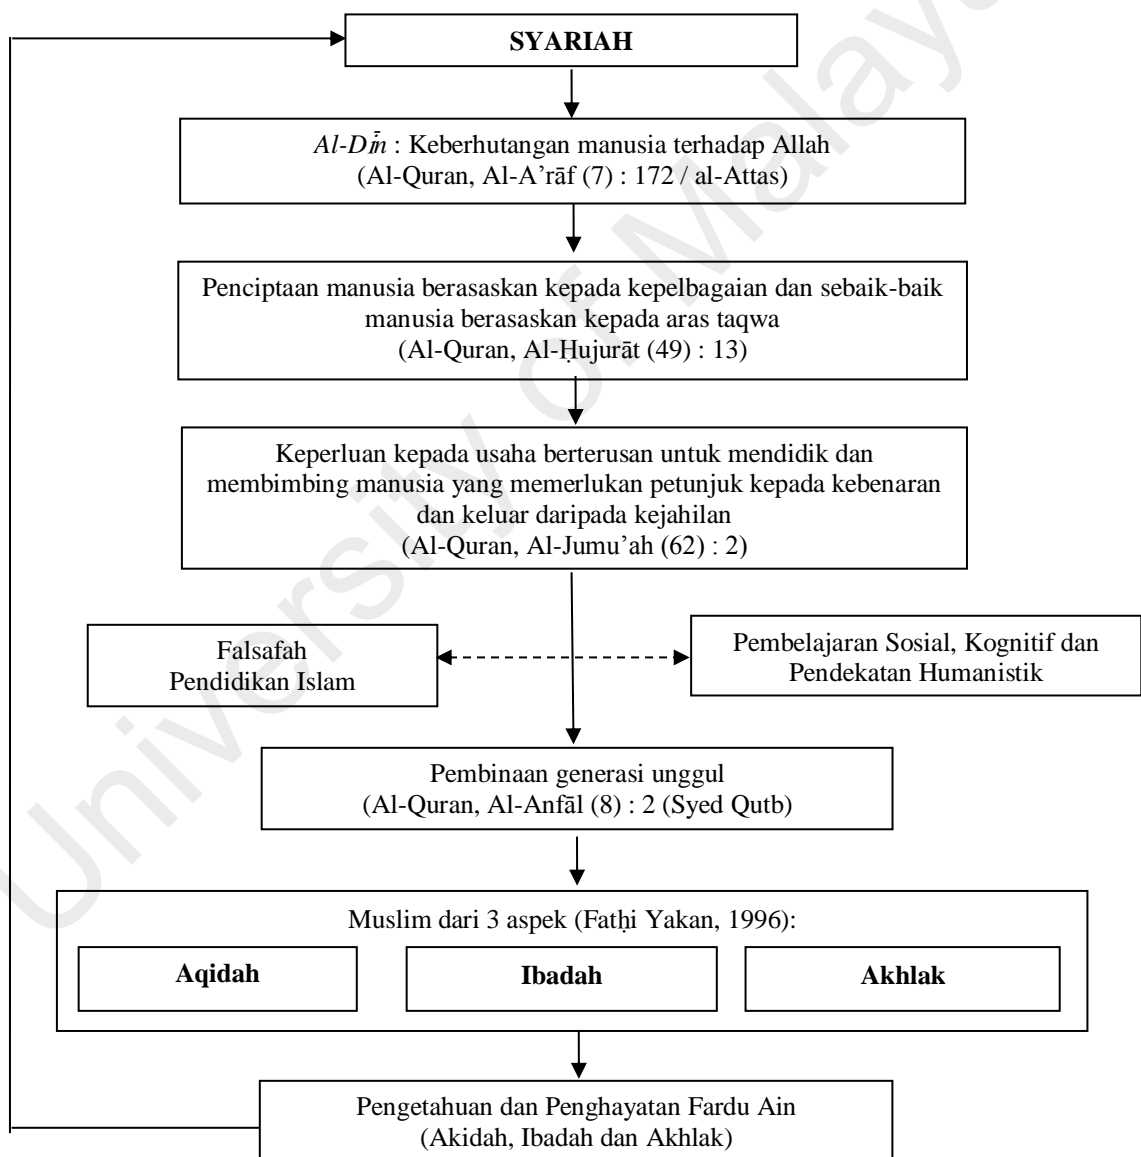 SYARIAH
Al-Dīn : Keberhutangan manusia terhadap Allah
(Al-Quran, Al-A’rāf (7) : 172 / al-Attas)
Penciptaan manusia berasaskan kepada kepelbagaian dan sebaik-baik
manusia berasaskan kepada aras taqwa
(Al-Quran, Al-Ḥujurāt (49) : 13)
Keperluan kepada usaha berterusan untuk mendidik dan
membimbing manusia yang memerlukan petunjuk kepada kebenaran
dan keluar daripada kejahilan
(Al-Quran, Al-Jumu’ah (62) : 2)
Falsafah
Pendidikan Islam
Pembelajaran Sosial, Kognitif dan
Pendekatan Humanistik
Pembinaan generasi unggul
(Al-Quran, Al-Anfāl (8) : 2 (Syed Qutb)
Muslim dari 3 aspek (Fatḥi Yakan, 1996):
Aqidah
Ibadah
Akhlak
Pengetahuan dan Penghayatan Fardu Ain
(Akidah, Ibadah dan Akhlak)
University of Malaya